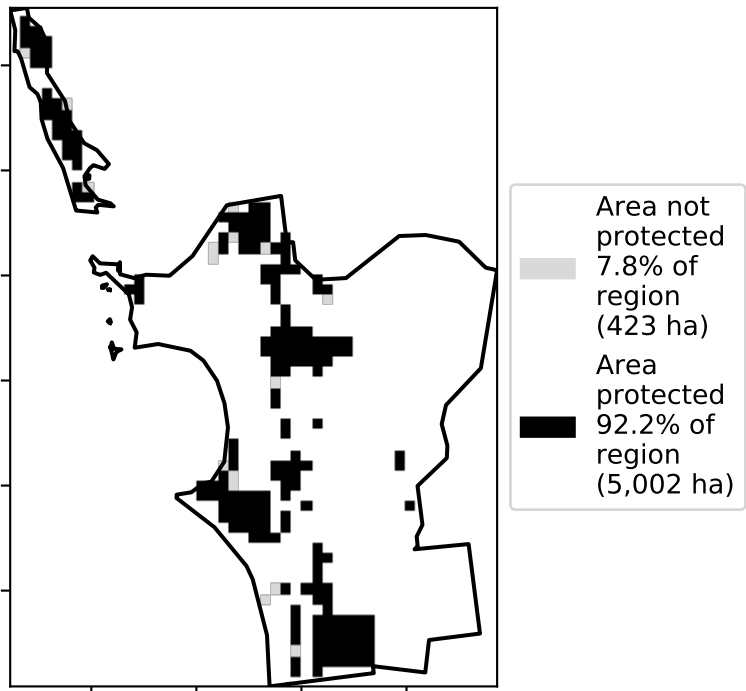 Area not
protected
7.8% of
region
(423 ha)
Area
protected
92.2% of
region
(5,002 ha)